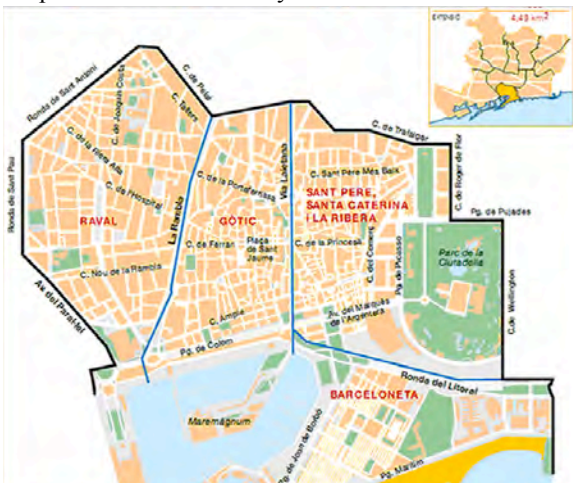 4,49 km2
Ronda de Sant Antoni
C. de Joaquín Costa
C. Tallers
C. de Pelai
C. de Trafalgar
C. de Roger de Flor
Ronda de Sant Pau
C. de la Riera Alta
C. de l'Hospital
C. de la Portaferrissa
Via Laietana
C. Sant Pere Més Baix
SANT PERE,
SANTA CATERINA
I LA RIBERA
Pg. de Pujades
RAVAL
La Rambla
GÒTIC
C. de Ferran
Plaça
de Sant
Jaume
C. de la Princesa
C. del Comerç
Pg. de Picasso
Parc de la
Ciutadella
C. Nou de la Rambla
Av. del Paral·lel
C. Ample
Av. del Marquès
de l'Argentera
C. de Wellington
Pg. de Colom
Ronda del Litoral
BARCELONETA
Maremàgnum
Pg. de Joan de Borbó
Pg. Marítim